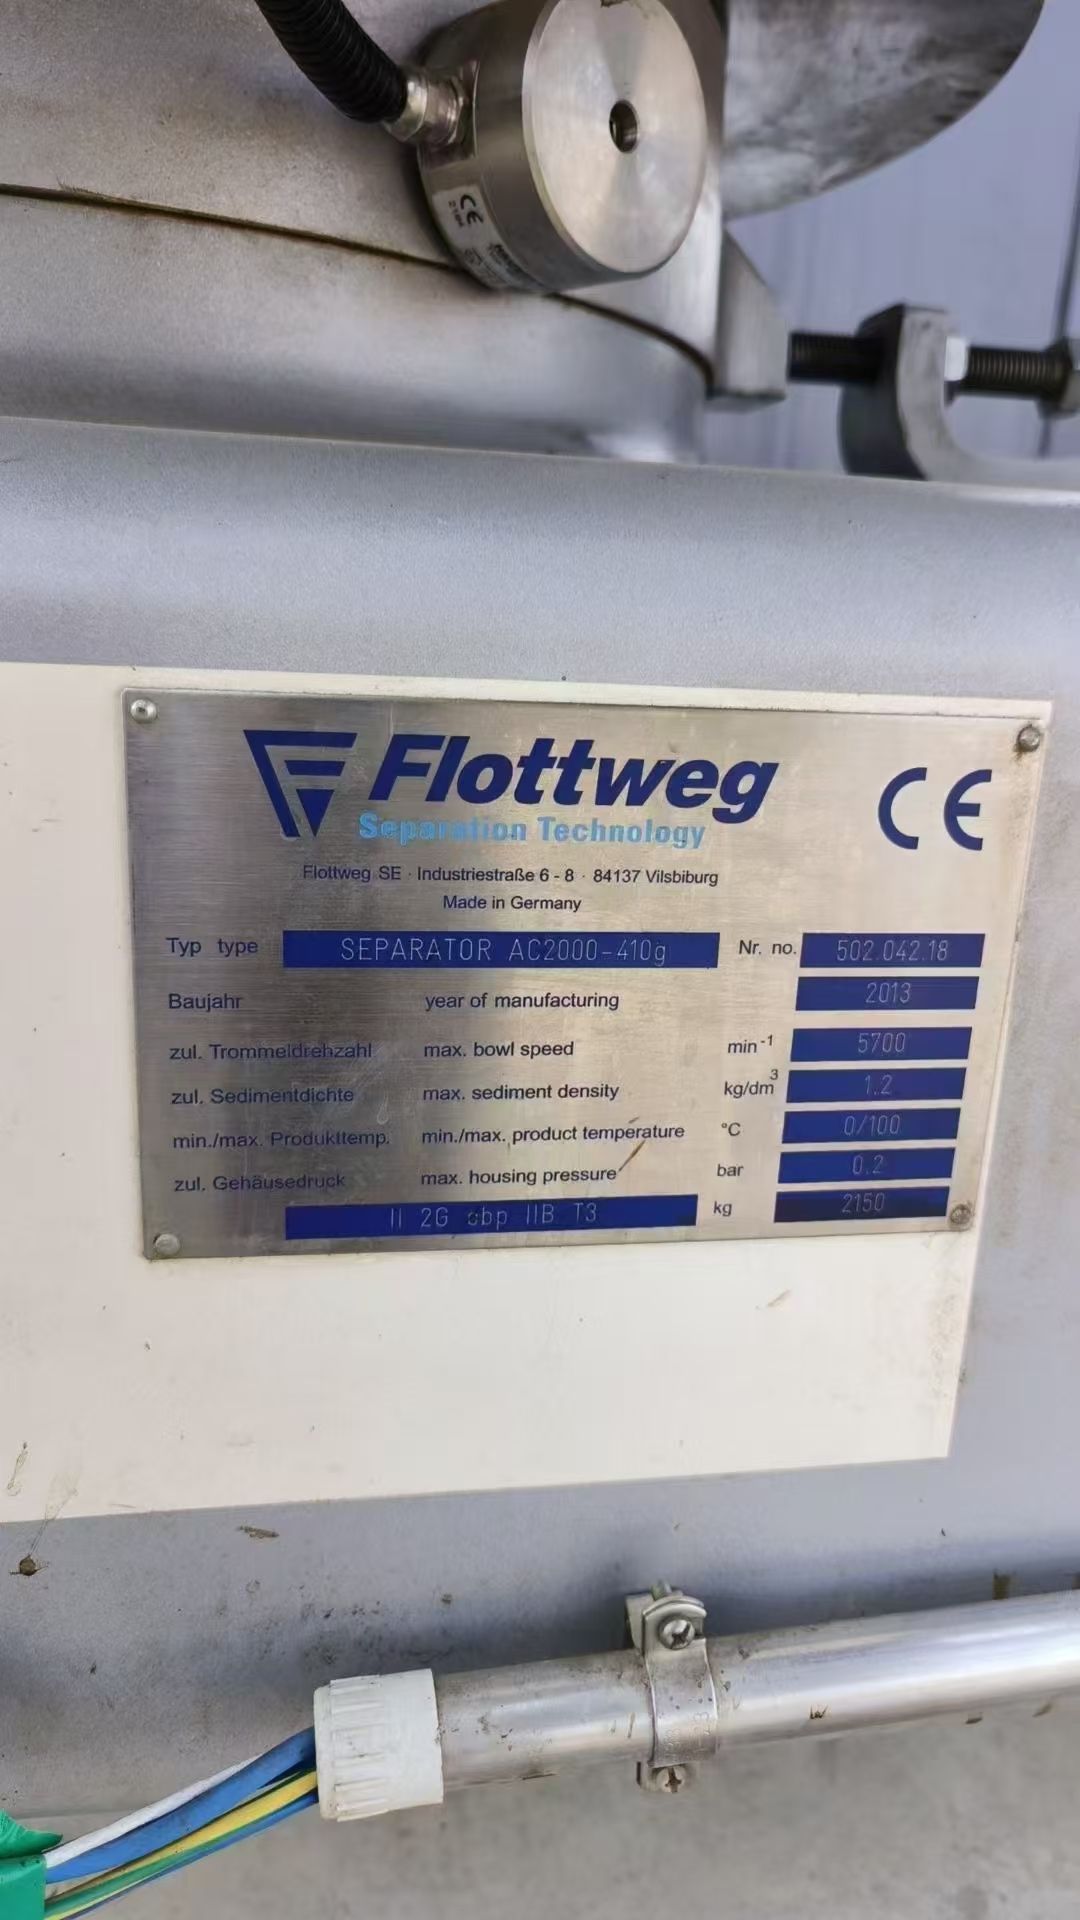 CE
Flottweg
Separation Technology
CE
Flottweg SE · Industriestraße 6 - 8 · 84137 Vilsbiburg
Made in Germany
Typ type SEPARATOR AC2000-410g Nr. no. 502.042.18
Baujahr year of manufacturing 2013
zul. Trommeldrehzahl max. bowl speed min-1 5700
zul. Sedimentdichte max. sediment density kg/dm3 1.2
min./max. Produkttemp. min./max. product temperature °C 0/100
zul. Gehäusedruck max. housing pressure bar 0.2
II 2G cbp IIB T3 kg 2150